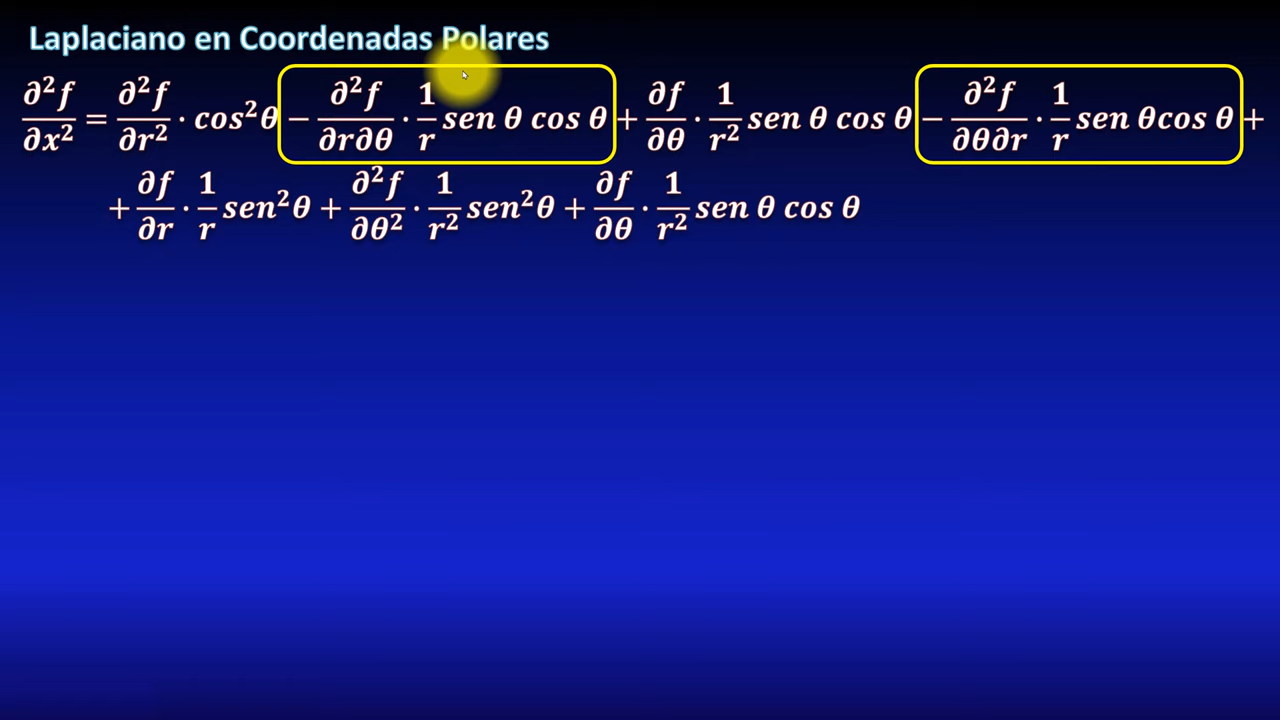 Laplaciano en Coordenadas Polares
∂²f/∂x² = ∂²f/∂r² · cos²θ − ∂²f/∂r∂θ · 1/r sen θ cos θ + ∂f/∂θ · 1/r² sen θ cos θ − ∂²f/∂θ∂r · 1/r sen θcos θ +
+ ∂f/∂r · 1/r sen²θ + ∂²f/∂θ² · 1/r² sen²θ + ∂f/∂θ · 1/r² sen θ cos θ